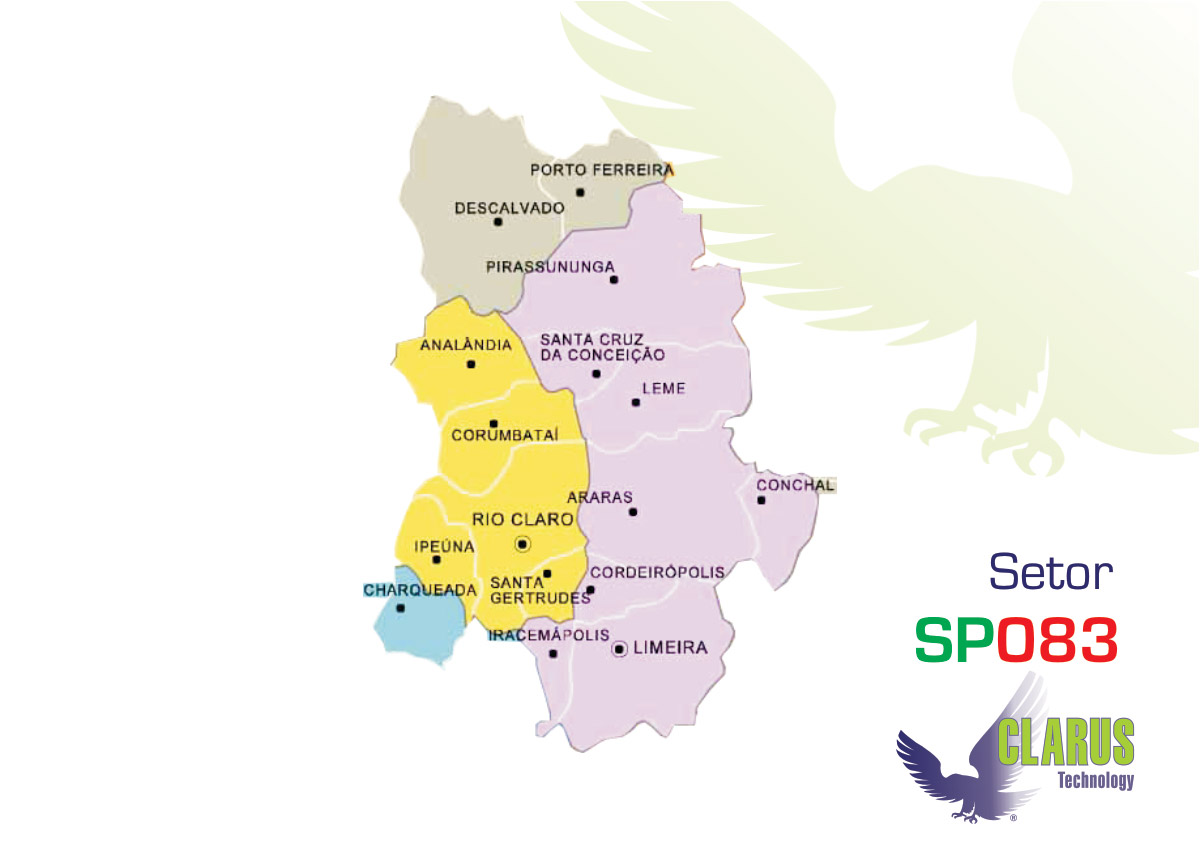 PORTO FERREIRA
DESCALVADO
PIRASSUNUNGA
ANALÂNDIA
SANTA CRUZ
DA CONCEIÇÃO
LEME
CORUMBATAÍ
CONCHAL
ARARAS
RIO CLARO
IPEÚNA
CORDEIRÓPOLIS
SANTA
GERTRUDES
CHARQUEADA
IRACEMÁPOLIS
LIMEIRA
Setor
SP083
CLARUS
Technology
®